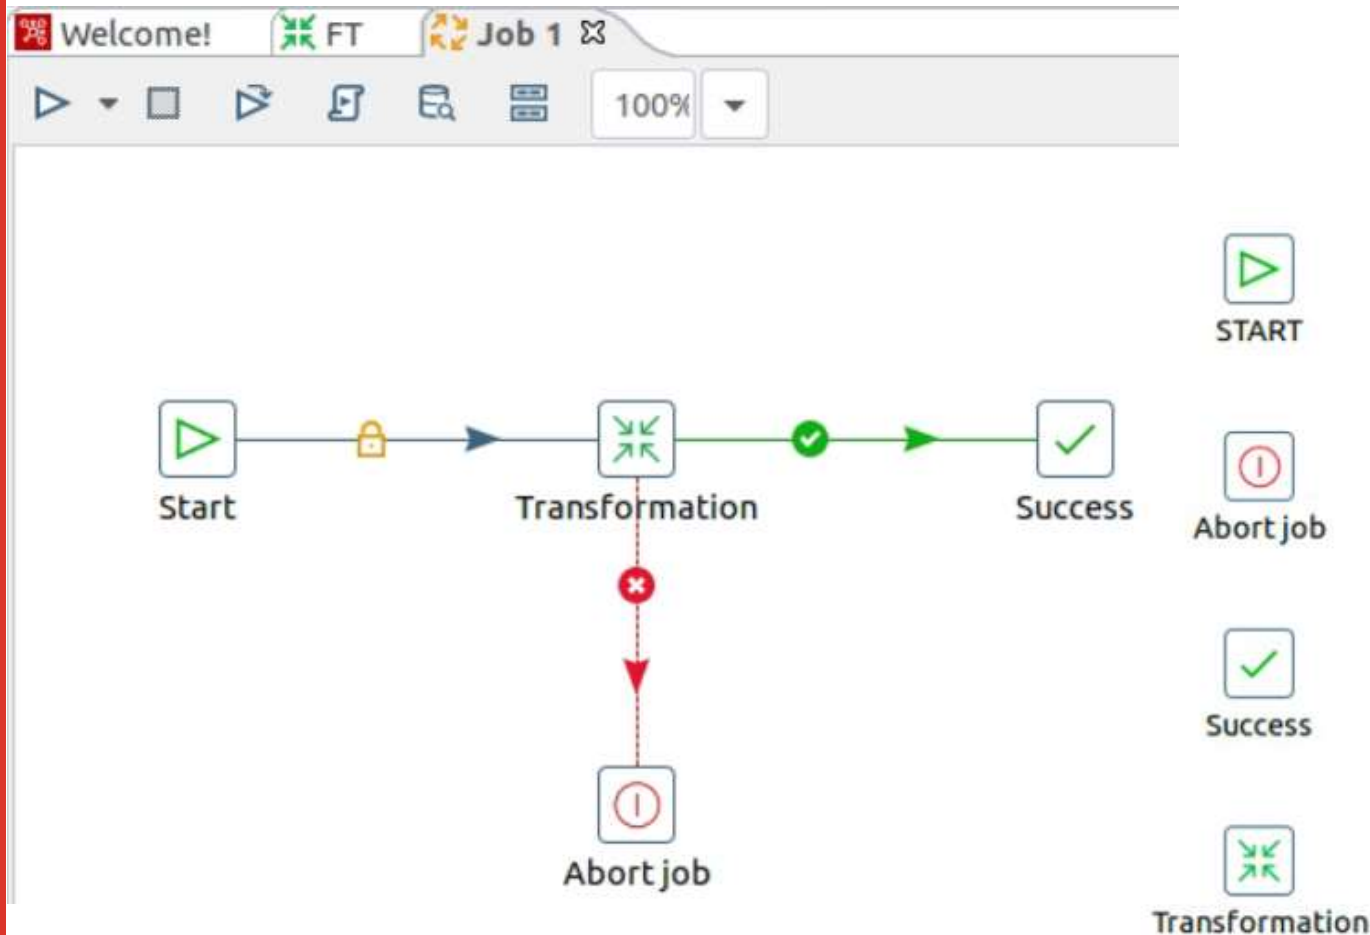 Welcome!
FT
Job 1
100%
Start
Transformation
Success
Abort job
START
Abort job
Success
Transformation